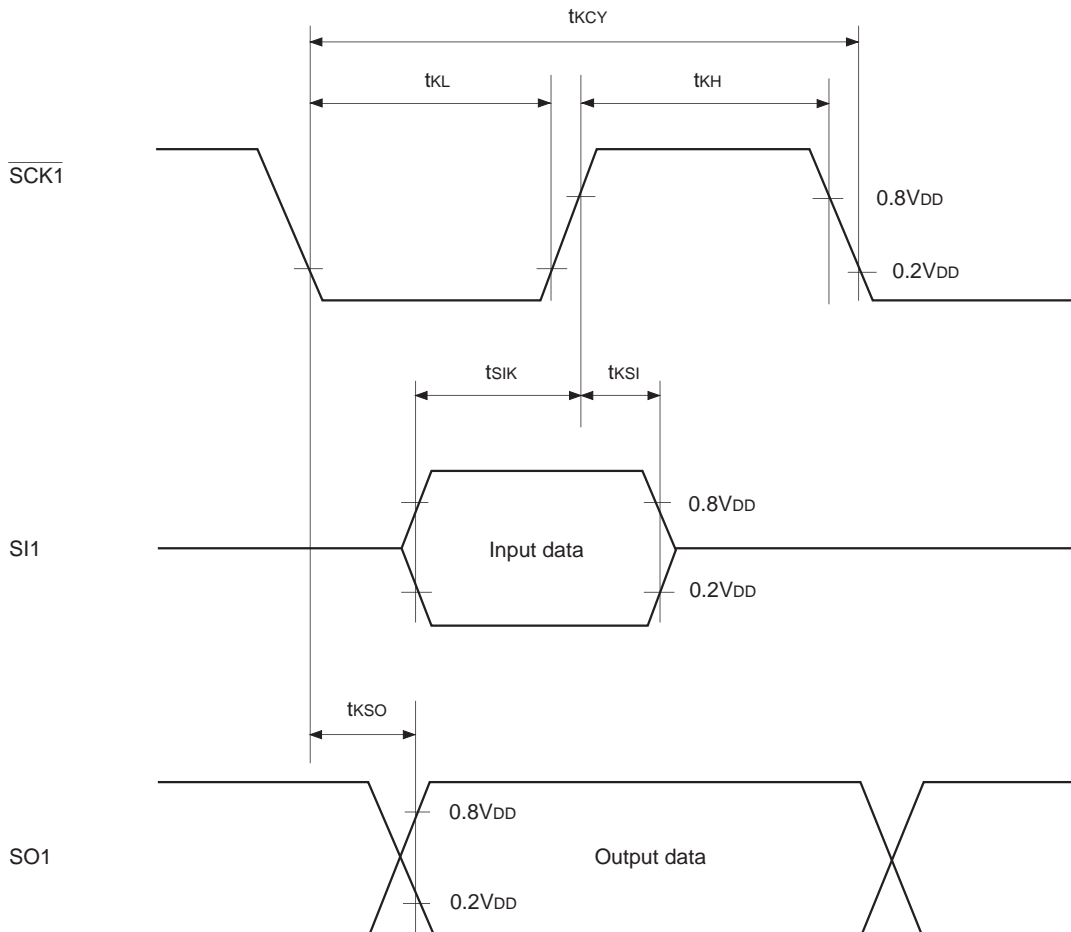 tKCY
tKL
tKH
SCK1
0.8VDD
0.2VDD
tSIK
tKSI
0.8VDD
SI1
Input data
0.2VDD
tKSO
0.8VDD
SO1
Output data
0.2VDD